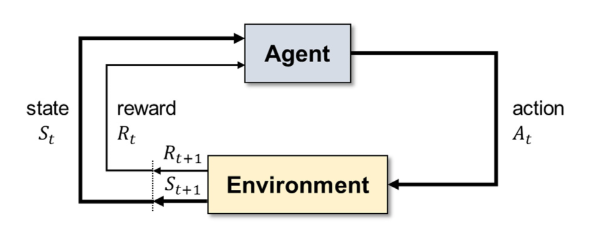 Agent
state
S_t
reward
R_t
action
A_t
R_{t+1}
S_{t+1}
Environment